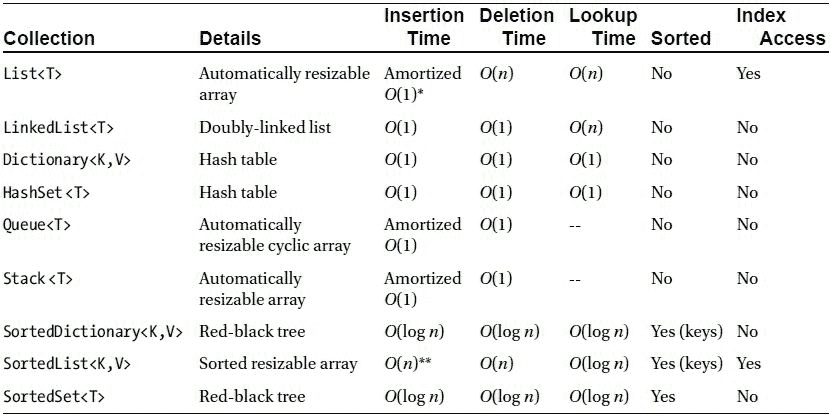 Insertion Deletion Lookup Index
Collection Details Time Time Time Sorted Access
List<T> Automatically resizable Amortized O(n) O(n) No Yes
array O(1)*
LinkedList<T> Doubly-linked list O(1) O(1) O(n) No No
Dictionary<K,V> Hash table O(1) O(1) O(1) No No
HashSet<T> Hash table O(1) O(1) O(1) No No
Queue<T> Automatically Amortized O(1) -- No No
resizable cyclic array O(1)
Stack<T> Automatically Amortized O(1) -- No No
resizable array O(1)
SortedDictionary<K,V> Red-black tree O(log n) O(log n) O(log n) Yes (keys) No
SortedList<K,V> Sorted resizable array O(n)** O(n) O(log n) Yes (keys) Yes
SortedSet<T> Red-black tree O(log n) O(log n) O(log n) Yes No